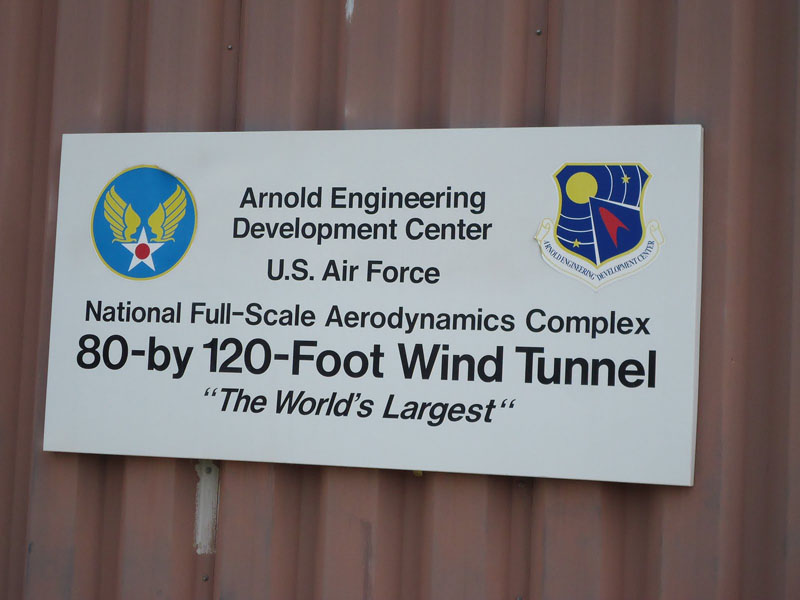 Arnold Engineering
Development Center
U.S. Air Force
ARNOLD ENGINEERING DEVELOPMENT CENTER
National Full-Scale Aerodynamics Complex
80-by 120-Foot Wind Tunnel
"The World's Largest"